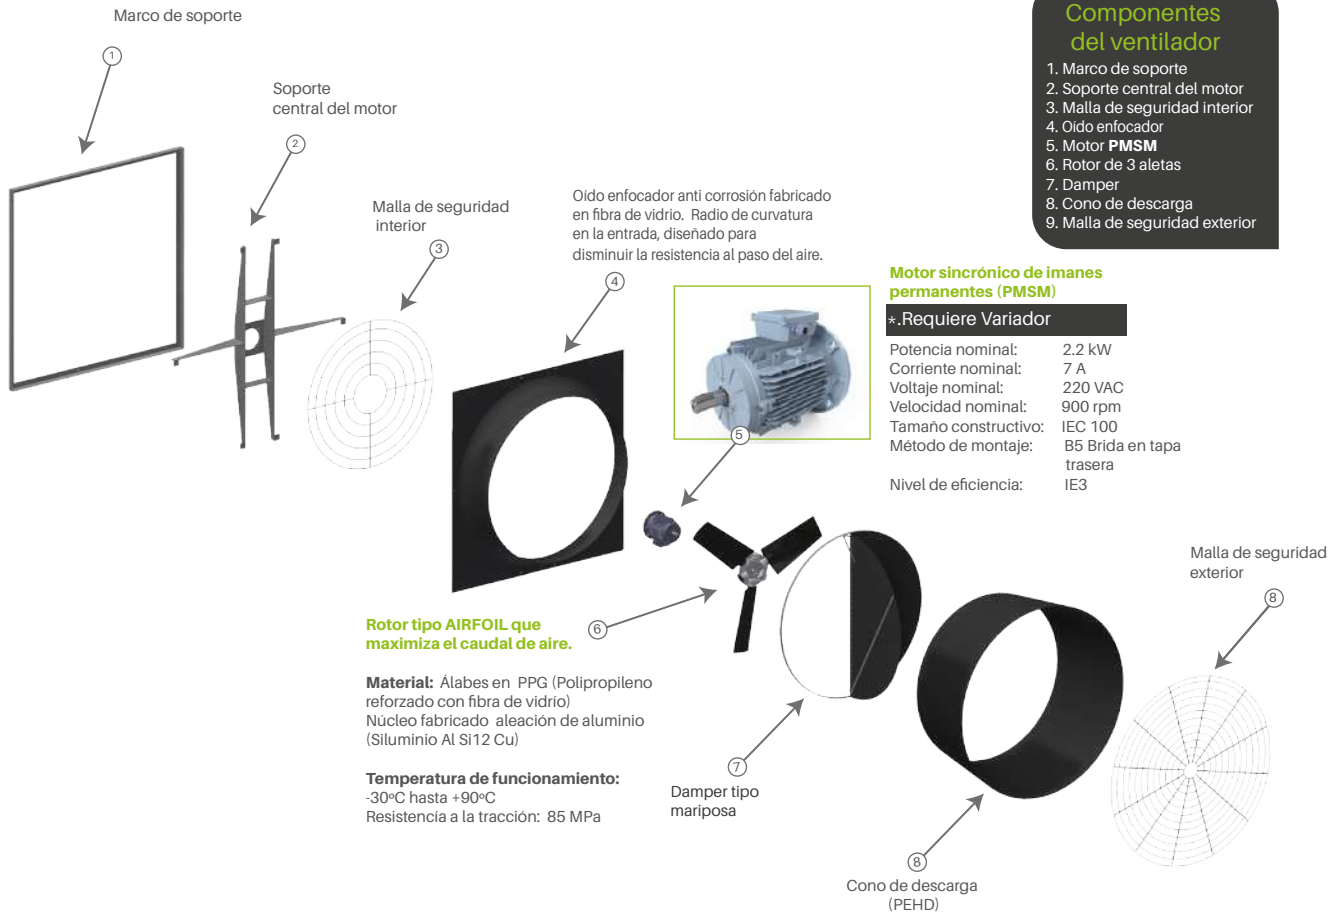 Marco de soporte
1
Soporte
central del motor
2
Malla de seguridad
interior
3
Oído enfocador anti corrosión fabricado
en fibra de vidrio. Radio de curvatura
en la entrada, diseñado para
disminuir la resistencia al paso del aire.
4
Componentes
del ventilador
1. Marco de soporte
2. Soporte central del motor
3. Malla de seguridad interior
4. Oido enfocador
5. Motor PMSM
6. Rotor de 3 aletas
7. Damper
8. Cono de descarga
9. Malla de seguridad exterior
Motor sincrónico de imanes
permanentes (PMSM)
*.Requiere Variador
Potencia nominal: 2.2 kW
Corriente nominal: 7 A
Voltaje nominal: 220 VAC
Velocidad nominal: 900 rpm
Tamaño constructivo: IEC 100
Método de montaje: B5 Brida en tapa
trasera
Nivel de eficiencia: IE3
5
Rotor tipo AIRFOIL que
maximiza el caudal de aire.
6
Material: Álabes en PPG (Polipropileno
reforzado con fibra de vidrío)
Núcleo fabricado aleación de aluminio
(Siluminio Al Si12 Cu)
Temperatura de funcionamiento:
-30ºC hasta +90ºC
Resistencía a la tracción: 85 MPa
7
Damper tipo
mariposa
8
Cono de descarga
(PEHD)
Malla de seguridad
exterior
8